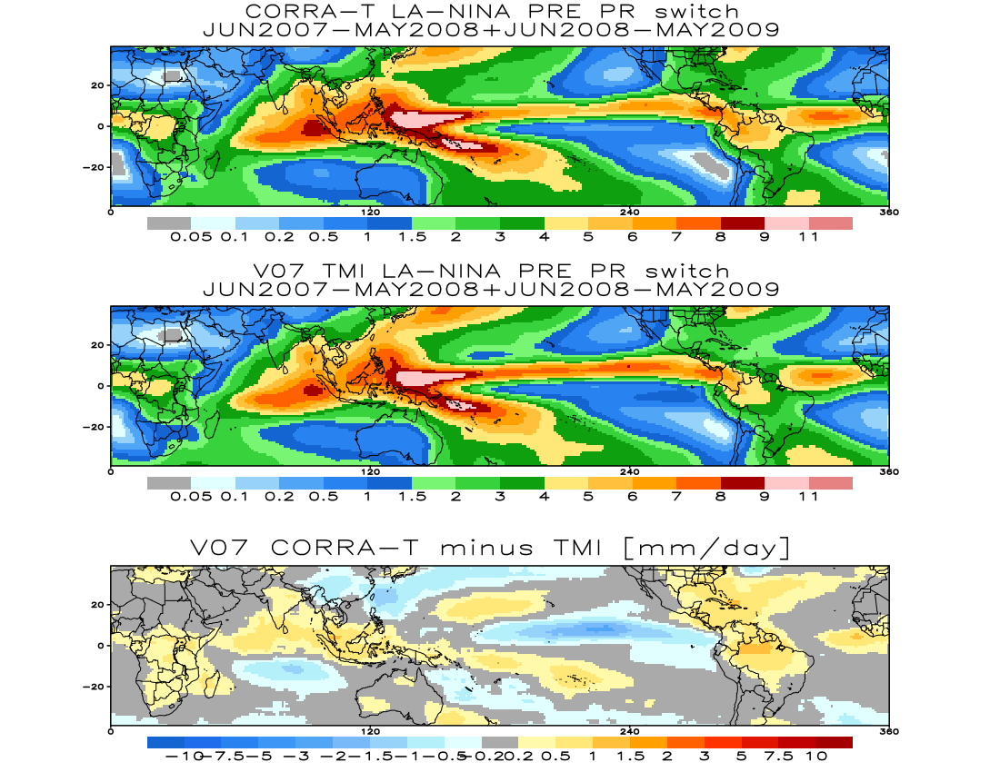 CORRA-T LA-NINA PRE PR switch
JUN2007-MAY2008+JUN2008-MAY2009
20
0
-20
0 120 240 360
0.05 0.1 0.2 0.5 1 1.5 2 3 4 5 6 7 8 9 11
V07 TMI LA-NINA PRE PR switch
JUN2007-MAY2008+JUN2008-MAY2009
20
0
-20
0 120 240 360
0.05 0.1 0.2 0.5 1 1.5 2 3 4 5 6 7 8 9 11
V07 CORRA-T minus TMI [mm/day]
20
0
-20
0 120 240 360
-10 -7.5 -5 -3 -2 -1.5 -1 -0.5 -0.2 0.2 0.5 1 1.5 2 3 5 7.5 10